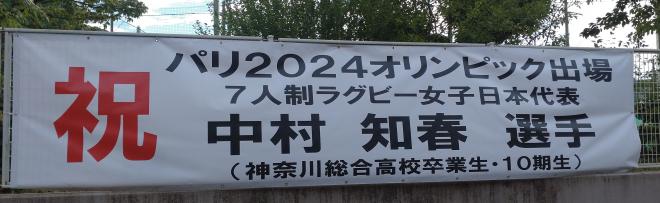 祝
パリ2024オリンピック出場
7人制ラグビー女子日本代表
中村 知春 選手
(神奈川総合高校卒業生・10期生)